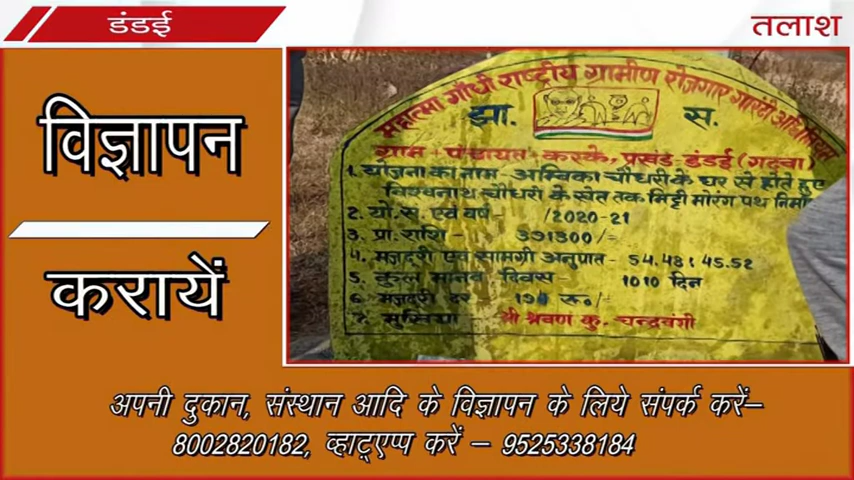 डंडई
तलाश
विज्ञापन
करायें
महात्मा गाँधी राष्ट्रीय ग्रामीण रोजगार गारंटी अधिनियम
झा. स.
ग्राम पंचायत करके, प्रखंड-डंडई (गढ़वा)
1. योजना का नाम - अम्बिका चौधरी के घर से होते हुए
विश्वनाथ चौधरी के खेत तक मिट्टी मोरंग पथ
2. यो.स. एवं वर्ष - /2020-21
3. प्रा. राशि - 391300/=
4. मजदूरी एवं सामग्री अनुपात - 54.48:45.52
5. कुल मानव दिवस - 1010 दिन
6. मजदूरी दर रू०/=
7. मुखिया श्री श्रवण कु. चन्द्रवंशी
अपनी दुकान, संस्थान आदि के विज्ञापन के लिये संपर्क करें–
8002820182, व्हाट्एप्प करें – 9525338184